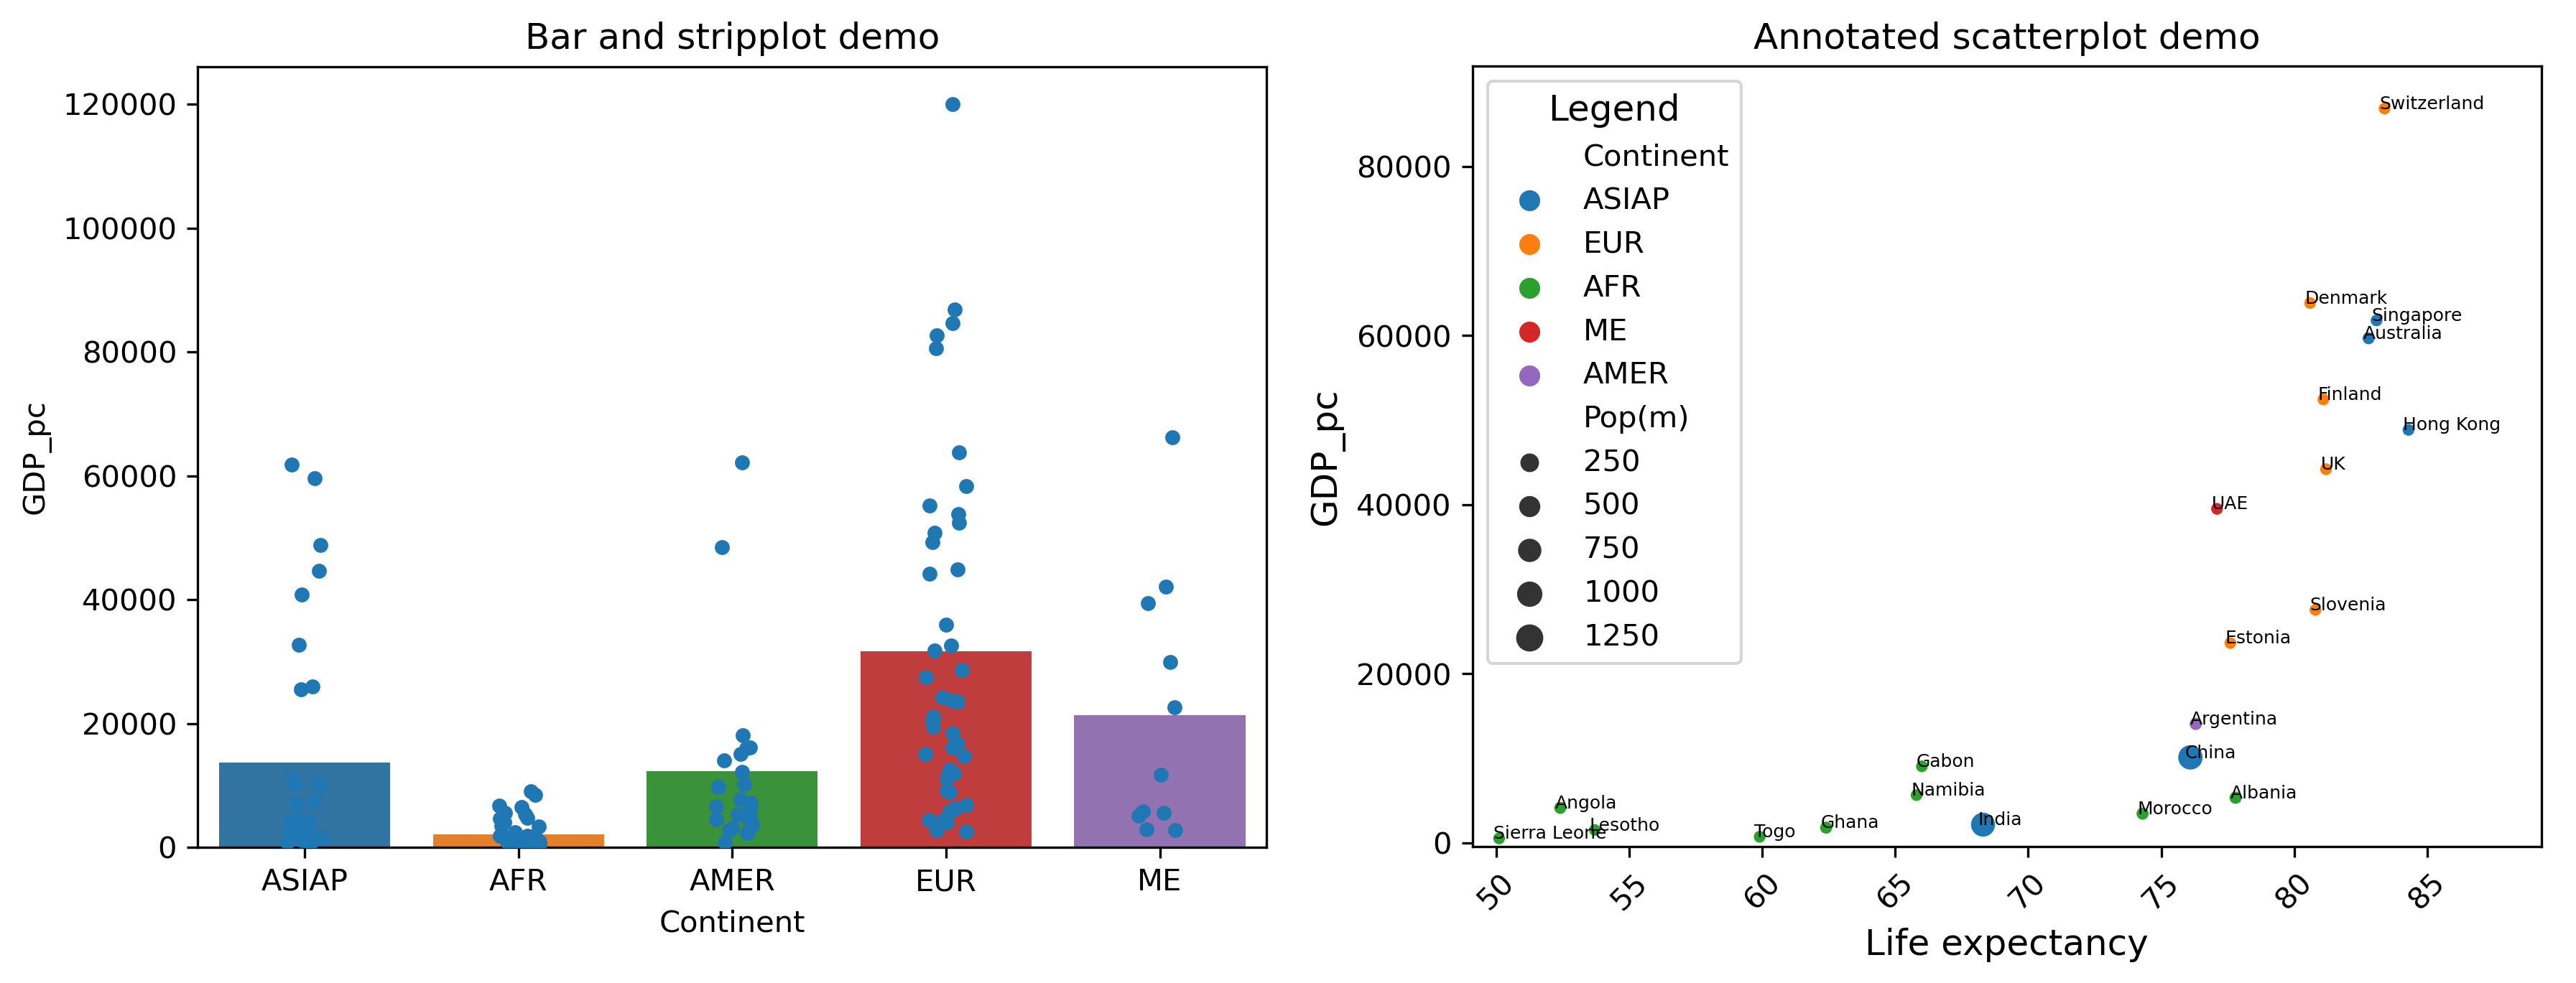 Bar and stripplot demo
GDP_pc
120000
100000
80000
60000
40000
20000
0
ASIAP
AFR
AMER
EUR
ME
Continent
Annotated scatterplot demo
GDP_pc
80000
60000
40000
20000
0
Legend
Continent
ASIAP
EUR
AFR
ME
AMER
Pop(m)
250
500
750
1000
1250
Switzerland
Denmark
Singapore
Australia
Finland
Hong Kong
UK
UAE
Slovenia
Estonia
Argentina
China
Gabon
Namibia
Albania
Angola
Morocco
Lesotho
India
Ghana
Togo
Sierra Leone
50
55
60
65
70
75
80
85
Life expectancy